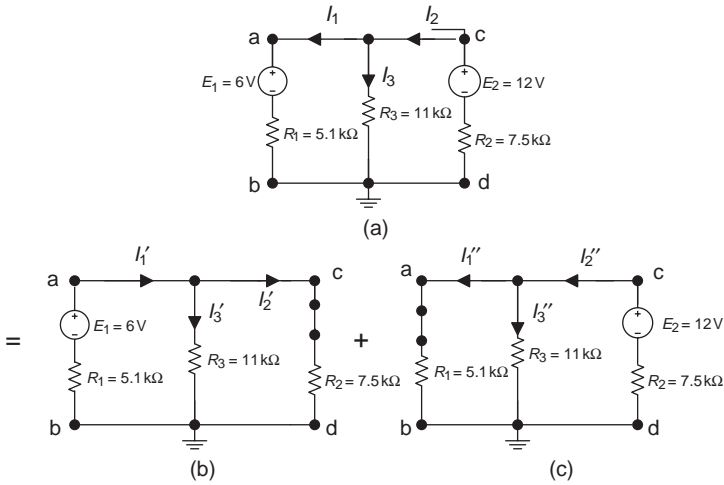 I₁ I₂
a c
E₁ = 6 V I₃ E₂ = 12 V
R₃ = 11 kΩ
R₁ = 5.1 kΩ R₂ = 7.5 kΩ
b d
(a)
I₁′ I₁″ I₂″
a c a c
I₃′ I₂′ I₃″
= E₁ = 6 V + E₂ = 12 V
R₃ = 11 kΩ R₃ = 11 kΩ
R₁ = 5.1 kΩ R₂ = 7.5 kΩ R₁ = 5.1 kΩ R₂ = 7.5 kΩ
b d b d
(b) (c)